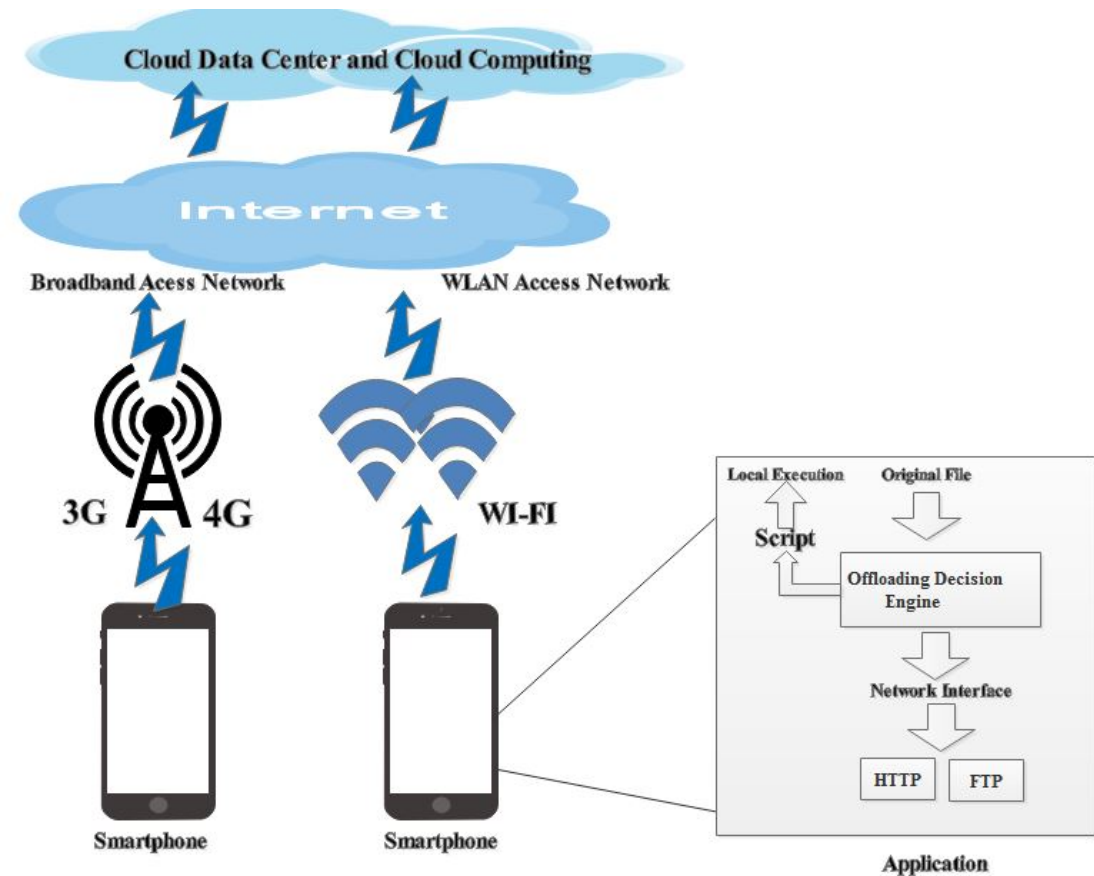 Cloud Data Center and Cloud Computing
Internet
Broadband Acess Network
WLAN Access Network
3G
4G
WI-FI
Smartphone
Smartphone
Local Execution
Original File
Script
Offloading Decision
Engine
Network Interface
HTTP
FTP
Application